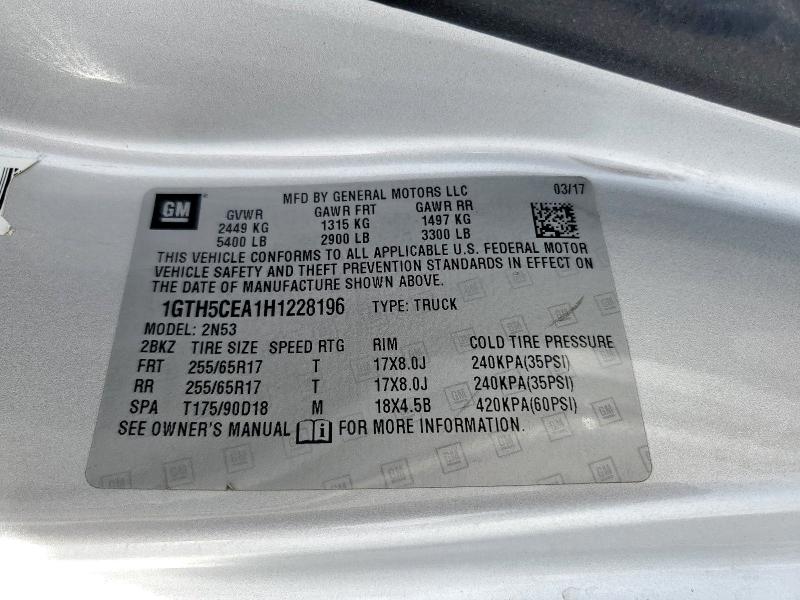 GM
MFD BY GENERAL MOTORS LLC 03/17
GVWR GAWR FRT GAWR RR
2449 KG 1315 KG 1497 KG
5400 LB 2900 LB 3300 LB
THIS VEHICLE CONFORMS TO ALL APPLICABLE U.S. FEDERAL MOTOR
VEHICLE SAFETY AND THEFT PREVENTION STANDARDS IN EFFECT ON
THE DATE OF MANUFACTURE SHOWN ABOVE.
1GTH5CEA1H1228196 TYPE: TRUCK
MODEL: 2N53
2BKZ TIRE SIZE SPEED RTG RIM COLD TIRE PRESSURE
FRT 255/65R17 T 17X8.0J 240KPA(35PSI)
RR 255/65R17 T 17X8.0J 240KPA(35PSI)
SPA T175/90D18 M 18X4.5B 420KPA(60PSI)
SEE OWNER'S MANUAL i FOR MORE INFORMATION.